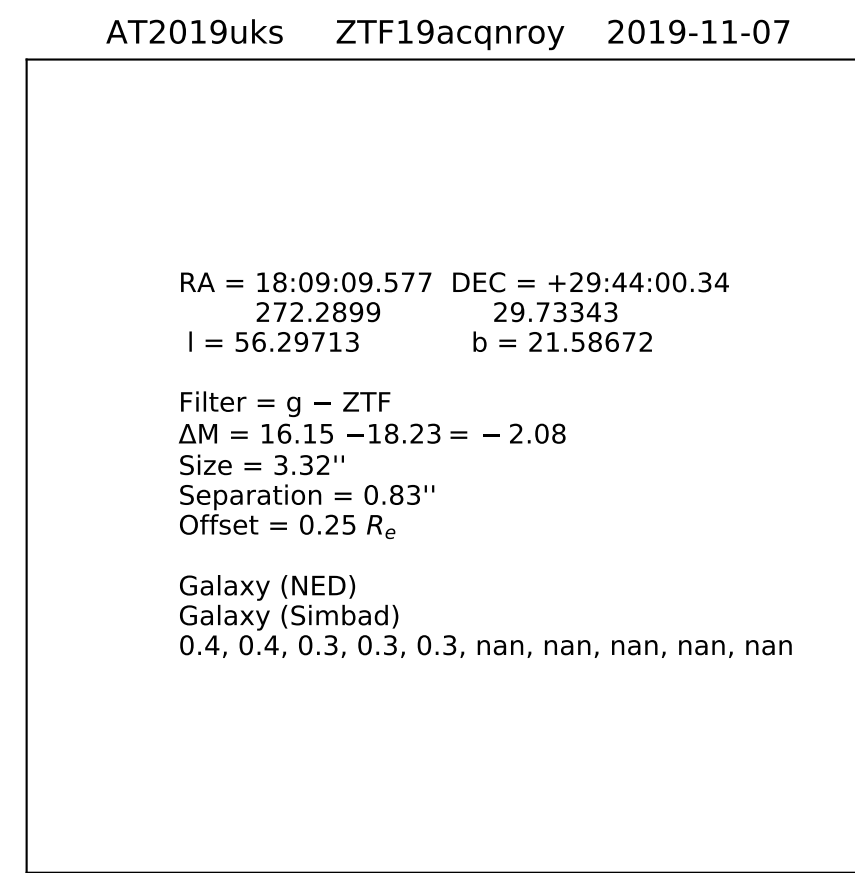 AT2019uks ZTF19acqnroy 2019-11-07
RA = 18:09:09.577 DEC = +29:44:00.34
272.2899 29.73343
l = 56.29713 b = 21.58672
Filter = g − ZTF
ΔM = 16.15 −18.23 = − 2.08
Size = 3.32''
Separation = 0.83''
Offset = 0.25 Rₑ
Galaxy (NED)
Galaxy (Simbad)
0.4, 0.4, 0.3, 0.3, 0.3, nan, nan, nan, nan, nan